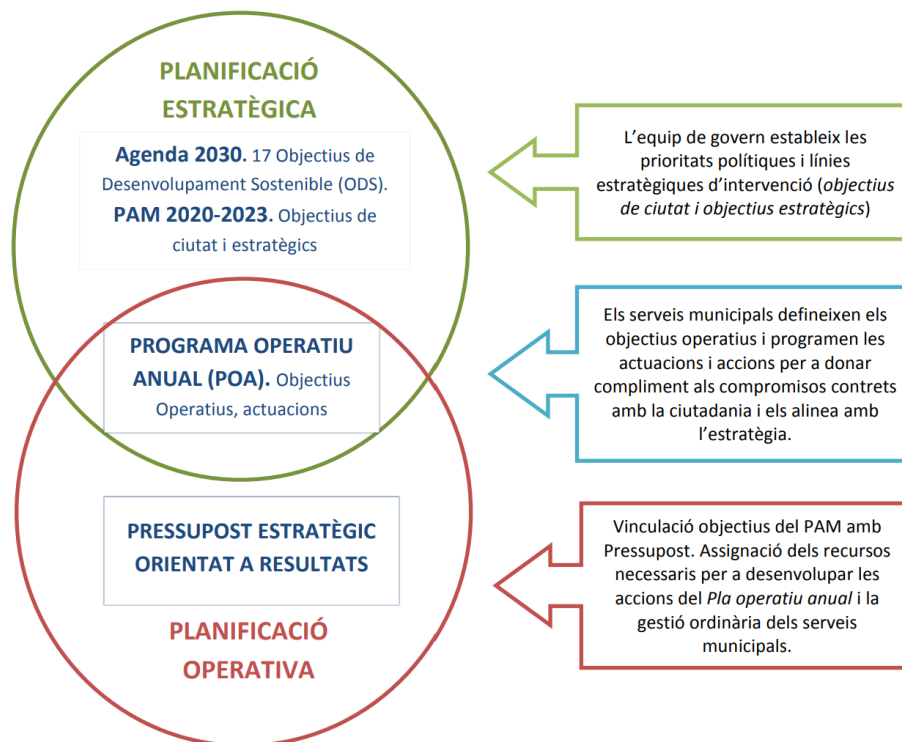 PLANIFICACIÓ
ESTRATÈGICA
Agenda 2030. 17 Objectius de
Desenvolupament Sostenible (ODS).
PAM 2020-2023. Objectius de
ciutat i estratègics
L'equip de govern estableix les
prioritats polítiques i línies
estratègiques d'intervenció (objectius
de ciutat i objectius estratègics)
PROGRAMA OPERATIU
ANUAL (POA). Objectius
Operatius, actuacions
Els serveis municipals defineixen els
objectius operatius i programen les
actuacions i accions per a donar
compliment als compromisos contrets
amb la ciutadania i els alinea amb
l'estratègia.
PRESSUPOST ESTRATÈGIC
ORIENTAT A RESULTATS
Vinculació objectius del PAM amb
Pressupost. Assignació dels recursos
necessaris per a desenvolupar les
accions del Pla operatiu anual i la
gestió ordinària dels serveis
municipals.
PLANIFICACIÓ
OPERATIVA